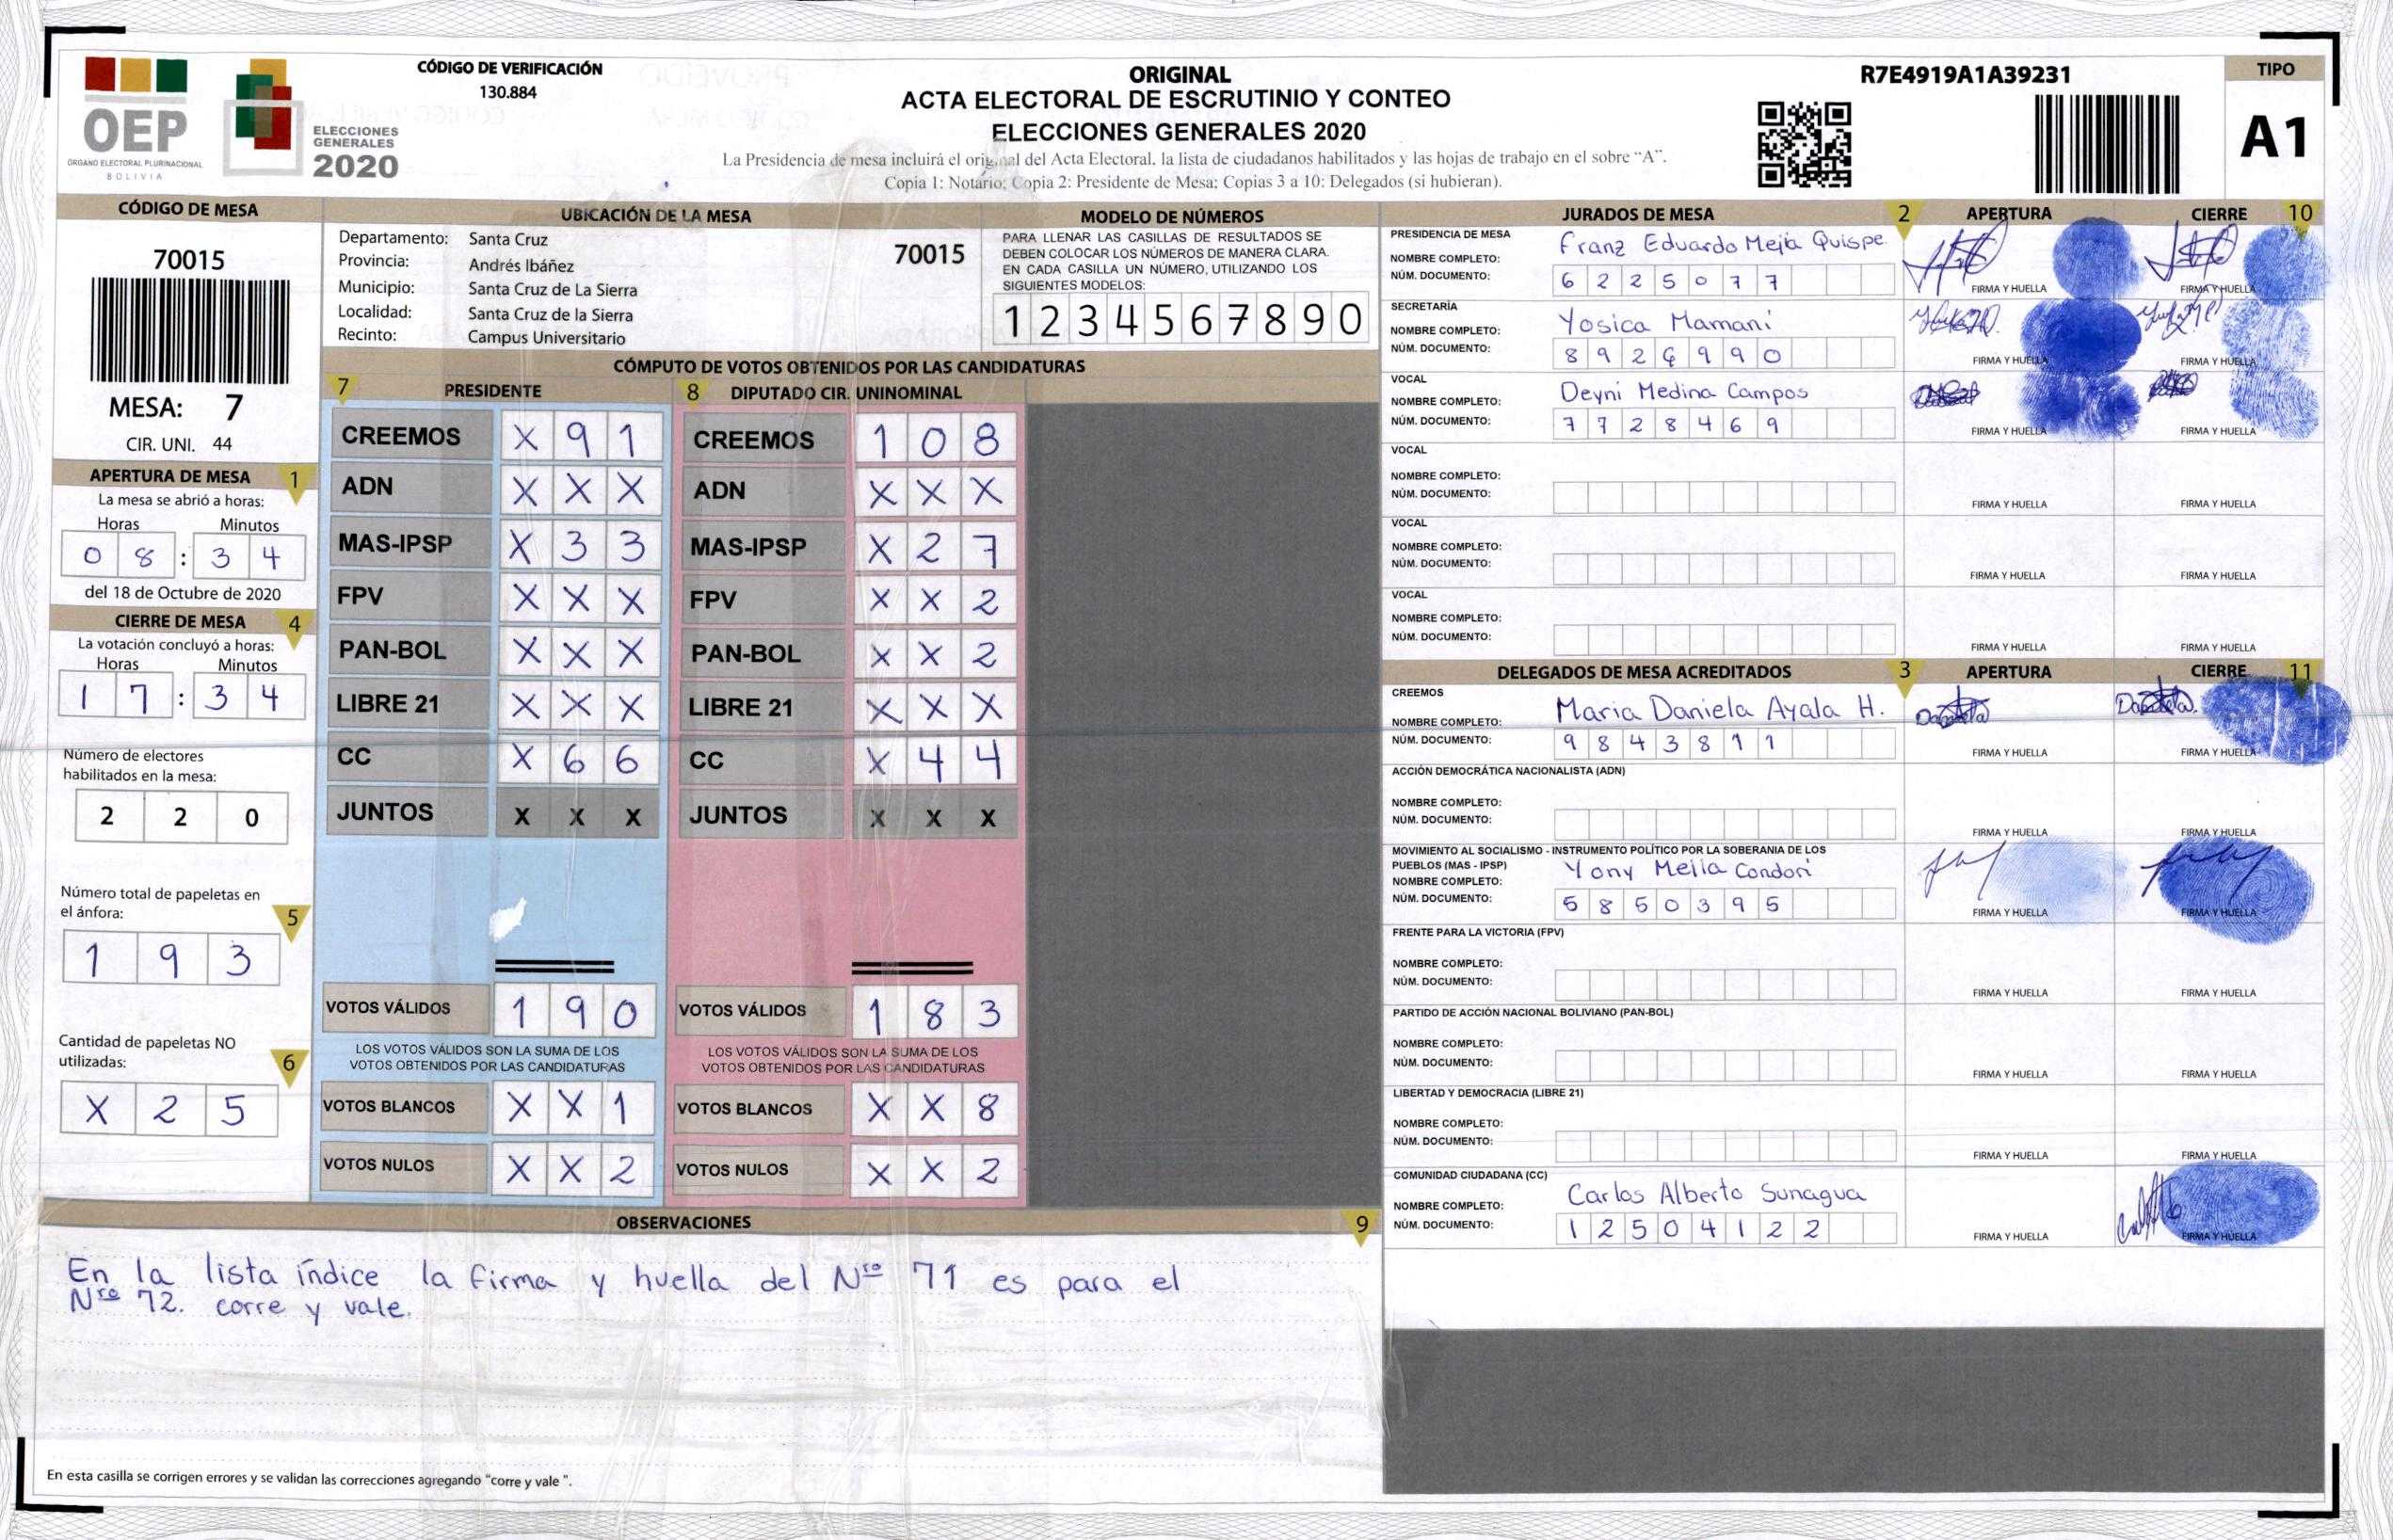 OEP
ÓRGANO ELECTORAL PLURINACIONAL
BOLIVIA
ELECCIONES
GENERALES
2020
CÓDIGO DE VERIFICACIÓN
130.884
ORIGINAL
ACTA ELECTORAL DE ESCRUTINIO Y CONTEO
ELECCIONES GENERALES 2020
La Presidencia de mesa incluirá el original del Acta Electoral, la lista de ciudadanos habilitados y las hojas de trabajo en el sobre “A”.
Copia 1: Notario; Copia 2: Presidente de Mesa; Copias 3 a 10: Delegados (si hubieran).
R7E4919A1A39231
TIPO
A1
CÓDIGO DE MESA
70015
MESA: 7
CIR. UNI. 44
APERTURA DE MESA 1
La mesa se abrió a horas:
Horas Minutos
0 8 : 3 4
del 18 de Octubre de 2020
CIERRE DE MESA 4
La votación concluyó a horas:
Horas Minutos
1 7 : 3 4
Número de electores
habilitados en la mesa:
2 2 0
Número total de papeletas en
el ánfora: 5
1 9 3
Cantidad de papeletas NO
utilizadas: 6
X 2 5
UBICACIÓN DE LA MESA
Departamento: Santa Cruz 70015
Provincia: Andrés Ibáñez
Municipio: Santa Cruz de La Sierra
Localidad: Santa Cruz de la Sierra
Recinto: Campus Universitario
MODELO DE NÚMEROS
PARA LLENAR LAS CASILLAS DE RESULTADOS SE
DEBEN COLOCAR LOS NÚMEROS DE MANERA CLARA.
EN CADA CASILLA UN NÚMERO, UTILIZANDO LOS
SIGUIENTES MODELOS:
1 2 3 4 5 6 7 8 9 0
CÓMPUTO DE VOTOS OBTENIDOS POR LAS CANDIDATURAS
7 PRESIDENTE
CREEMOS X 9 1
ADN X X X
MAS-IPSP X 3 3
FPV X X X
PAN-BOL X X X
LIBRE 21 X X X
CC X 6 6
JUNTOS X X X
VOTOS VÁLIDOS 1 9 0
LOS VOTOS VÁLIDOS SON LA SUMA DE LOS
VOTOS OBTENIDOS POR LAS CANDIDATURAS
VOTOS BLANCOS X X 1
VOTOS NULOS X X 2
8 DIPUTADO CIR. UNINOMINAL
CREEMOS 1 0 8
ADN X X X
MAS-IPSP X 2 7
FPV X X 2
PAN-BOL X X 2
LIBRE 21 X X X
CC X 4 4
JUNTOS X X X
VOTOS VÁLIDOS 1 8 3
LOS VOTOS VÁLIDOS SON LA SUMA DE LOS
VOTOS OBTENIDOS POR LAS CANDIDATURAS
VOTOS BLANCOS X X 8
VOTOS NULOS X X 2
OBSERVACIONES 9
En la lista índice la firma y huella del Nro 71 es para el
Nro 72. corre y vale.
En esta casilla se corrigen errores y se validan las correcciones agregando "corre y vale ".
JURADOS DE MESA 2 APERTURA CIERRE 10
PRESIDENCIA DE MESA
NOMBRE COMPLETO: Franz Eduardo Mejía Quispe
NÚM. DOCUMENTO: 6 2 2 5 0 7 7
FIRMA Y HUELLA FIRMA Y HUELLA
SECRETARÍA
NOMBRE COMPLETO: Yosica Mamani
NÚM. DOCUMENTO: 8 9 2 6 9 9 0
FIRMA Y HUELLA FIRMA Y HUELLA
VOCAL
NOMBRE COMPLETO: Deyni Medina Campos
NÚM. DOCUMENTO: 7 7 2 8 4 6 9
FIRMA Y HUELLA FIRMA Y HUELLA
VOCAL
NOMBRE COMPLETO:
NÚM. DOCUMENTO:
FIRMA Y HUELLA FIRMA Y HUELLA
VOCAL
NOMBRE COMPLETO:
NÚM. DOCUMENTO:
FIRMA Y HUELLA FIRMA Y HUELLA
VOCAL
NOMBRE COMPLETO:
NÚM. DOCUMENTO:
FIRMA Y HUELLA FIRMA Y HUELLA
DELEGADOS DE MESA ACREDITADOS 3 APERTURA CIERRE 11
CREEMOS
NOMBRE COMPLETO: Maria Daniela Ayala H.
NÚM. DOCUMENTO: 9 8 4 3 8 1 1
FIRMA Y HUELLA FIRMA Y HUELLA
ACCIÓN DEMOCRÁTICA NACIONALISTA (ADN)
NOMBRE COMPLETO:
NÚM. DOCUMENTO:
FIRMA Y HUELLA FIRMA Y HUELLA
MOVIMIENTO AL SOCIALISMO - INSTRUMENTO POLÍTICO POR LA SOBERANIA DE LOS
PUEBLOS (MAS - IPSP)
NOMBRE COMPLETO: Yony Mejia Condori
NÚM. DOCUMENTO: 5 8 5 0 3 9 5
FIRMA Y HUELLA FIRMA Y HUELLA
FRENTE PARA LA VICTORIA (FPV)
NOMBRE COMPLETO:
NÚM. DOCUMENTO:
FIRMA Y HUELLA FIRMA Y HUELLA
PARTIDO DE ACCIÓN NACIONAL BOLIVIANO (PAN-BOL)
NOMBRE COMPLETO:
NÚM. DOCUMENTO:
FIRMA Y HUELLA FIRMA Y HUELLA
LIBERTAD Y DEMOCRACIA (LIBRE 21)
NOMBRE COMPLETO:
NÚM. DOCUMENTO:
FIRMA Y HUELLA FIRMA Y HUELLA
COMUNIDAD CIUDADANA (CC)
NOMBRE COMPLETO: Carlos Alberto Sunagua
NÚM. DOCUMENTO: 1 2 5 0 4 1 2 2
FIRMA Y HUELLA FIRMA Y HUELLA